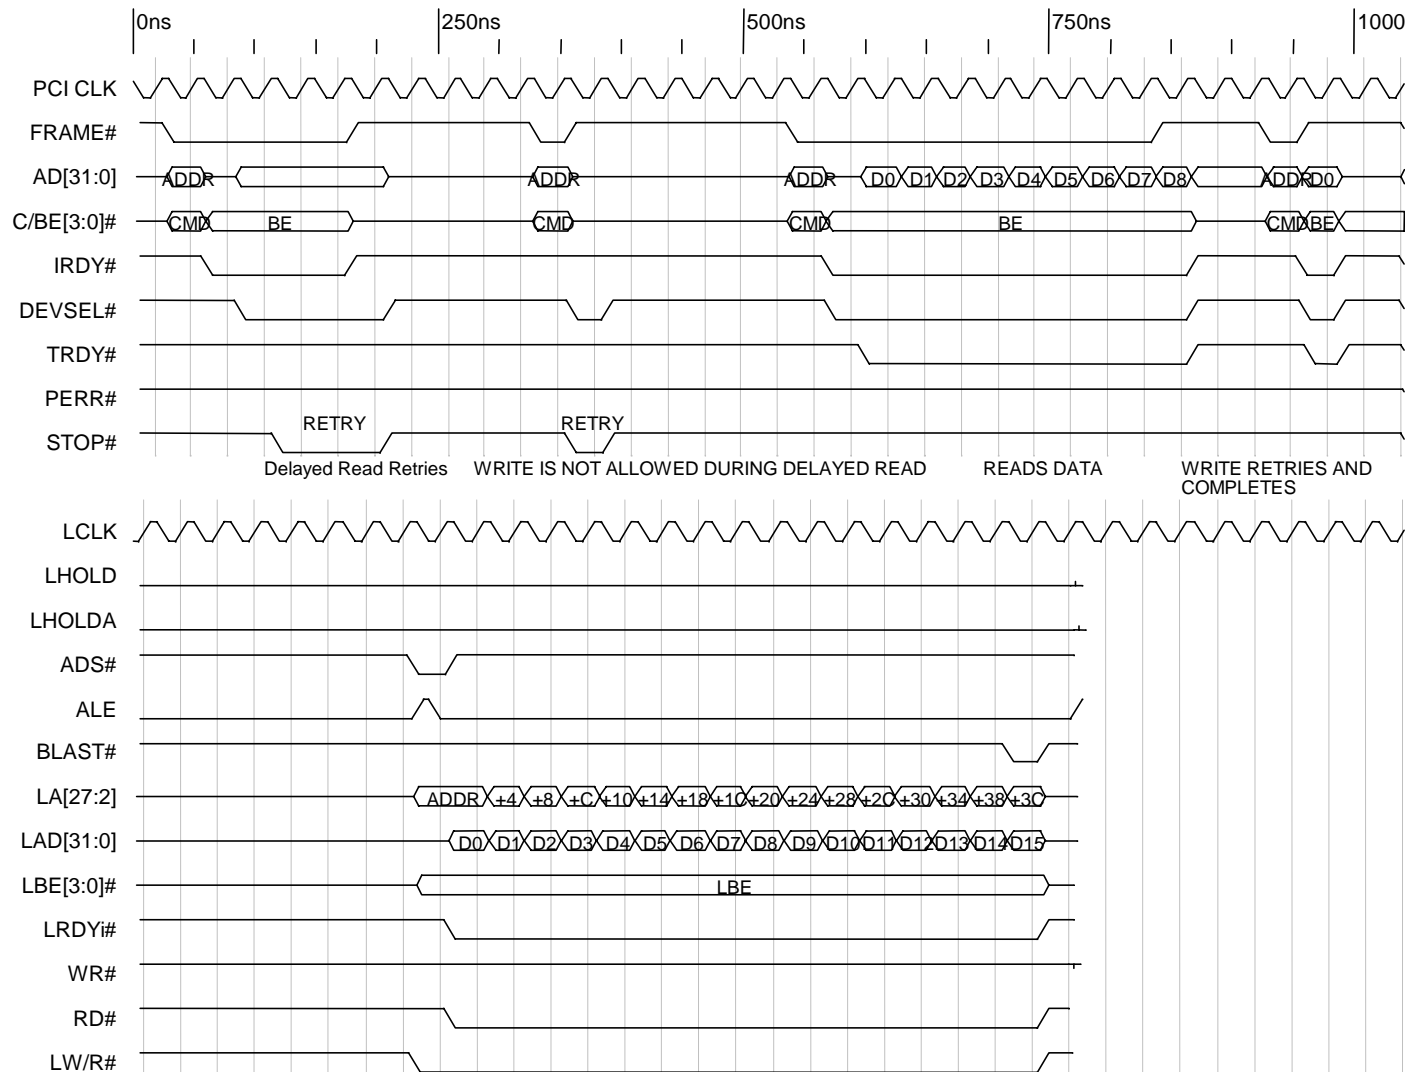 0ns 250ns 500ns 750ns 1000
PCI CLK
FRAME#
AD[31:0] ADDR ADDR ADDR D0 D1 D2 D3 D4 D5 D6 D7 D8 ADDR D0
C/BE[3:0]# CMD BE CMD CMD BE CMD BE
IRDY#
DEVSEL#
TRDY#
PERR#
RETRY RETRY
STOP#
Delayed Read Retries WRITE IS NOT ALLOWED DURING DELAYED READ READS DATA WRITE RETRIES AND
COMPLETES
LCLK
LHOLD
LHOLDA
ADS#
ALE
BLAST#
LA[27:2] ADDR +4 +8 +C +10 +14 +18 +1C +20 +24 +28 +2C +30 +34 +38 +3C
LAD[31:0] D0 D1 D2 D3 D4 D5 D6 D7 D8 D9 D10 D11 D12 D13 D14 D15
LBE[3:0]# LBE
LRDYi#
WR#
RD#
LW/R#